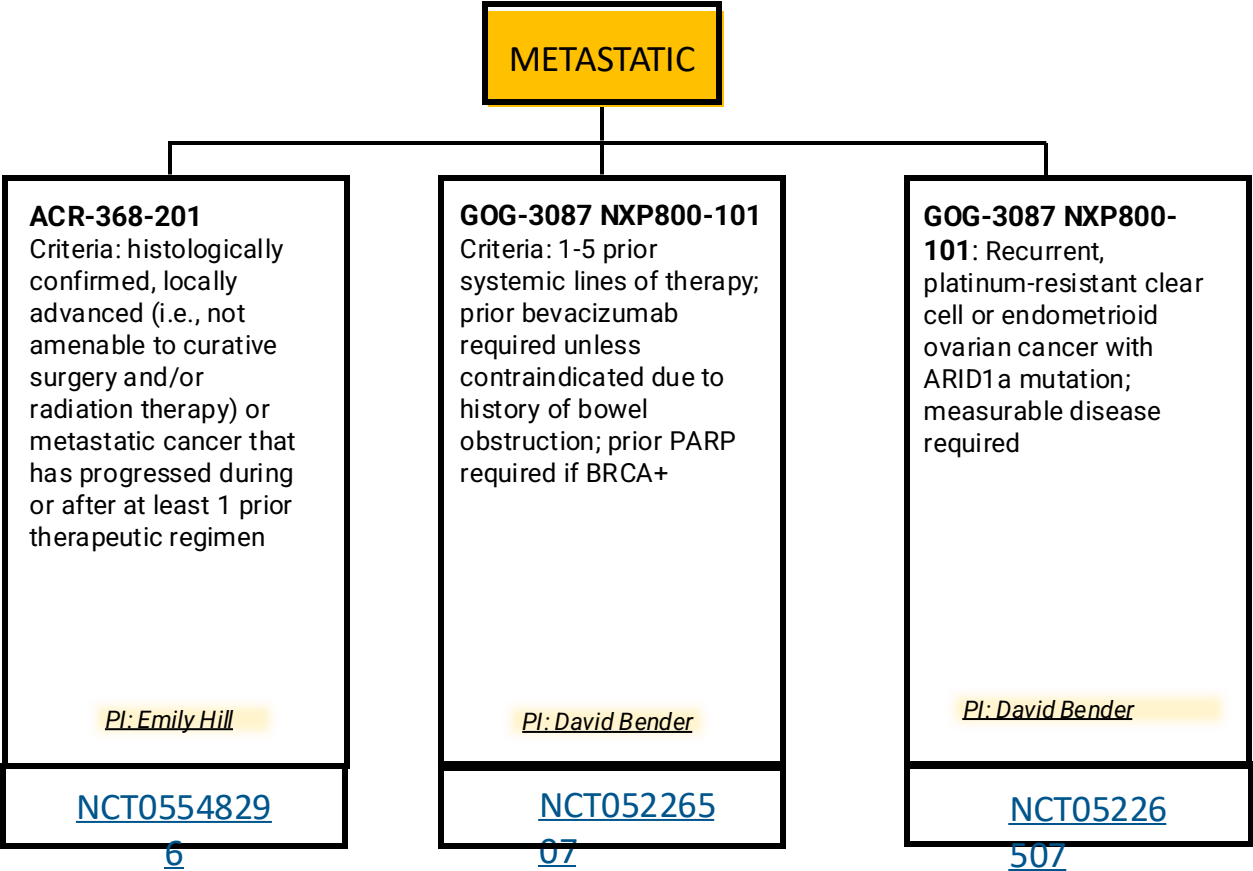 METASTATIC
ACR-368-201
Criteria: histologically
confirmed, locally
advanced (i.e., not
amenable to curative
surgery and/or
radiation therapy) or
metastatic cancer that
has progressed during
or after at least 1 prior
therapeutic regimen
PI: Emily Hill
NCT0554829
6
GOG-3087 NXP800-101
Criteria: 1-5 prior
systemic lines of therapy;
prior bevacizumab
required unless
contraindicated due to
history of bowel
obstruction; prior PARP
required if BRCA+
PI: David Bender
NCT052265
07
GOG-3087 NXP800-
101: Recurrent,
platinum-resistant clear
cell or endometrioid
ovarian cancer with
ARID1a mutation;
measurable disease
required
PI: David Bender
NCT05226
507